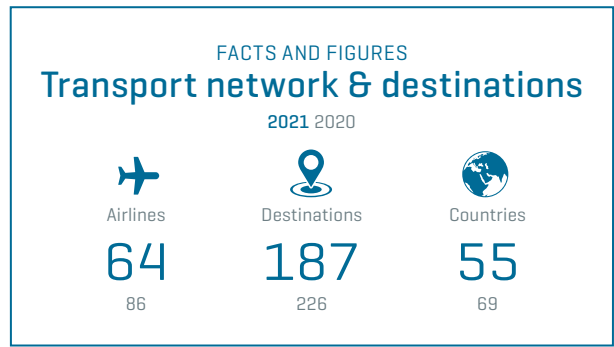 FACTS AND FIGURES
Transport network & destinations
2021 2020
Airlines Destinations Countries
64 187 55
86 226 69